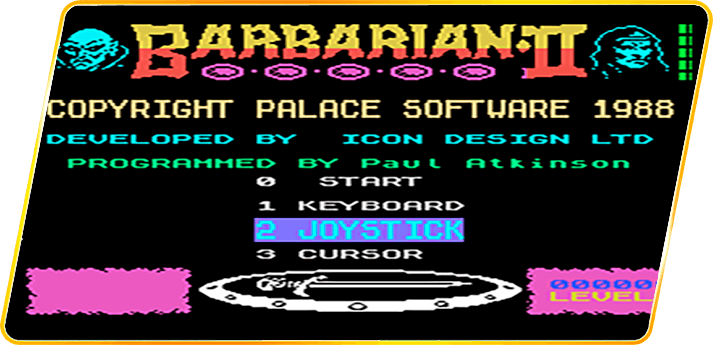 BARBARIAN·II
COPYRIGHT PALACE SOFTWARE 1988
DEVELOPED BY ICON DESIGN LTD
PROGRAMMED BY Paul Atkinson
0 START
1 KEYBOARD
2 JOYSTICK
3 CURSOR
00000
LEVEL